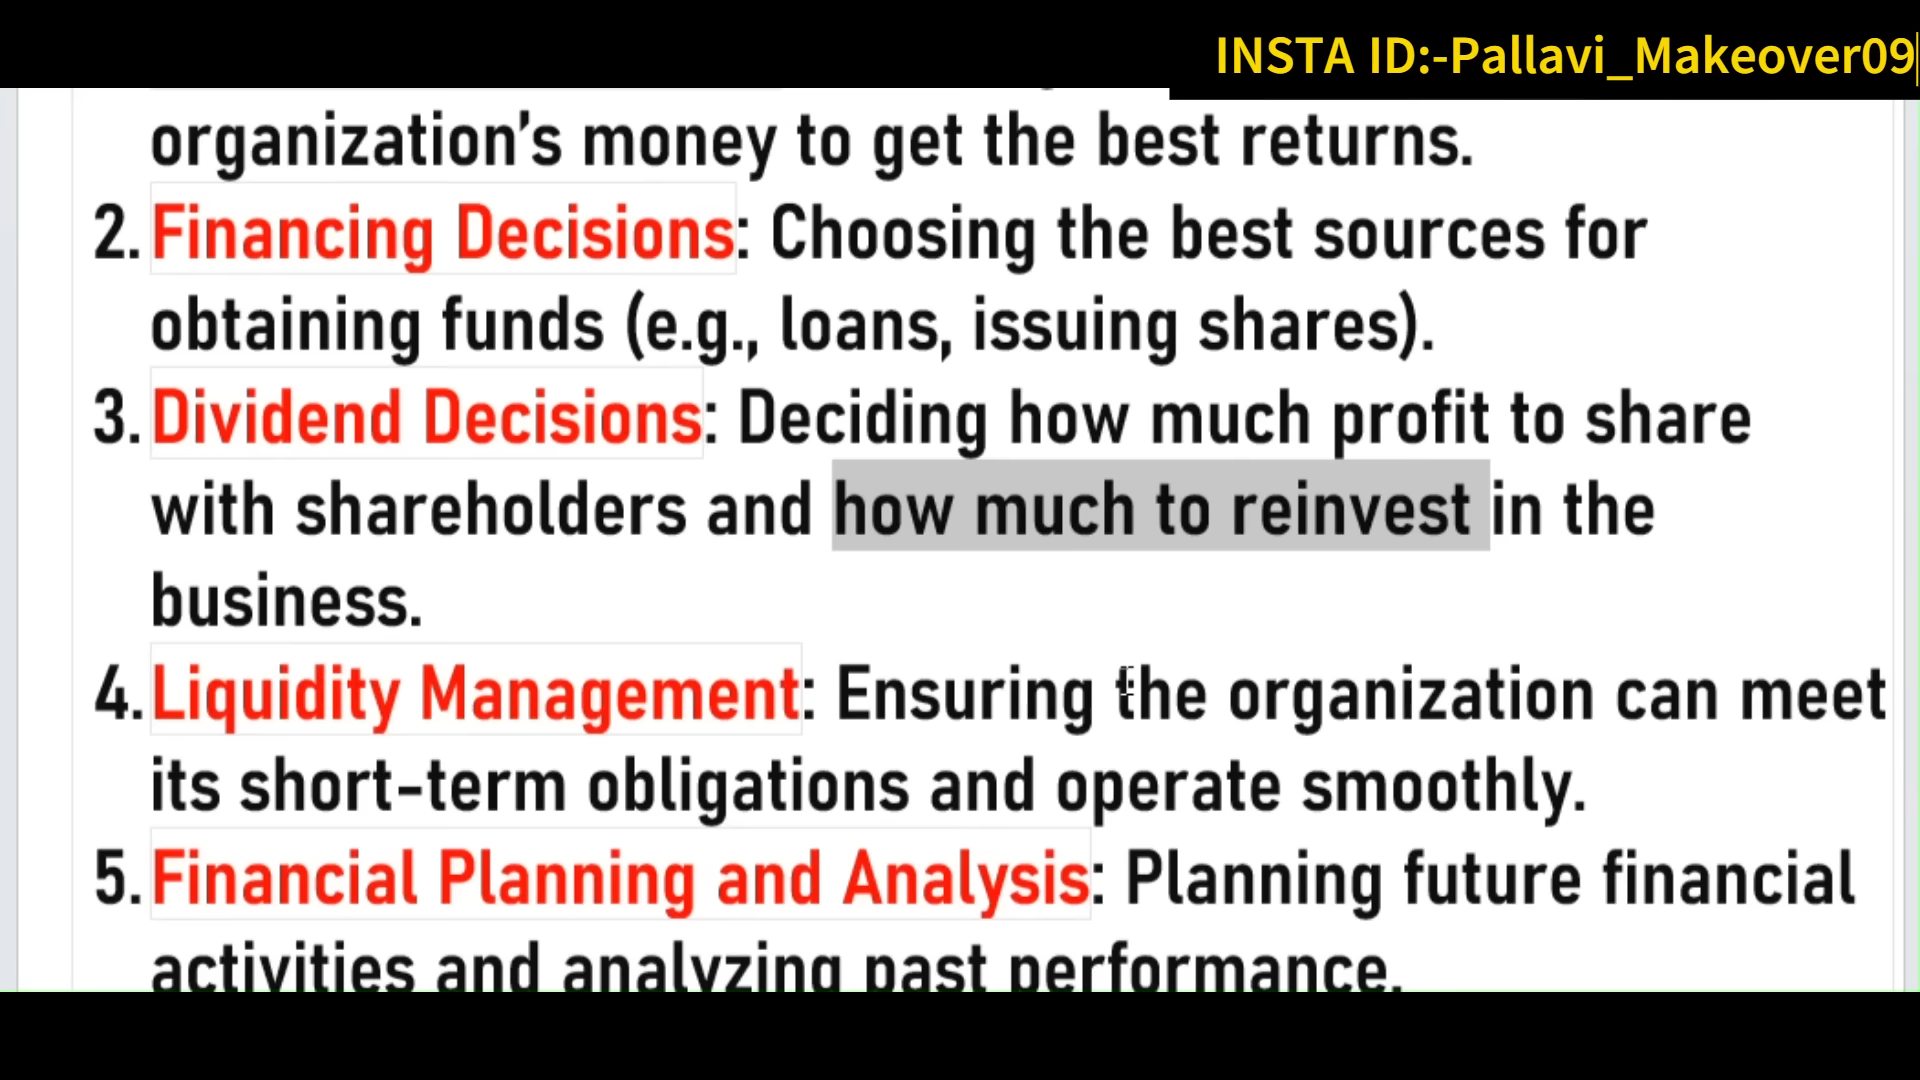 INSTA ID:-Pallavi_Makeover09
organization’s money to get the best returns.
2. Financing Decisions: Choosing the best sources for
obtaining funds (e.g., loans, issuing shares).
3. Dividend Decisions: Deciding how much profit to share
with shareholders and how much to reinvest in the
business.
4. Liquidity Management: Ensuring the organization can meet
its short-term obligations and operate smoothly.
5. Financial Planning and Analysis: Planning future financial
activities and analyzing past performance.